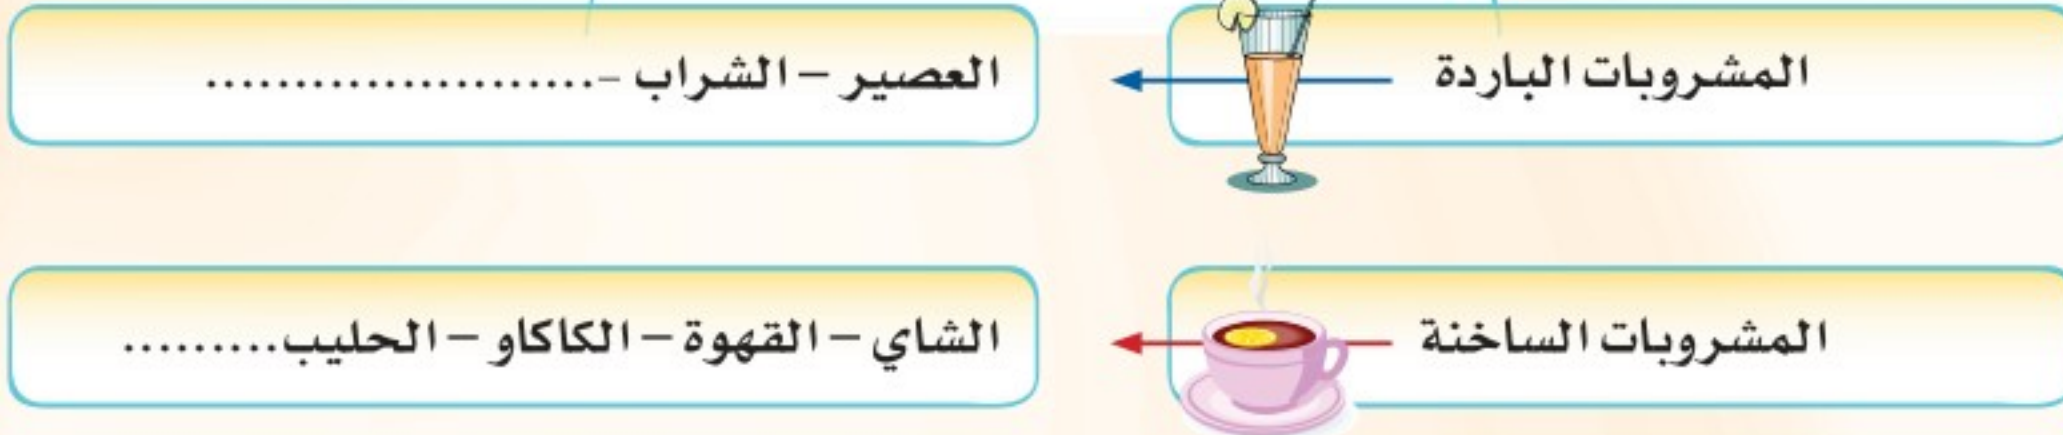 المشروبات الباردة
العصير – الشراب -......................
المشروبات الساخنة
الشاي – القهوة – الكاكاو – الحليب.........